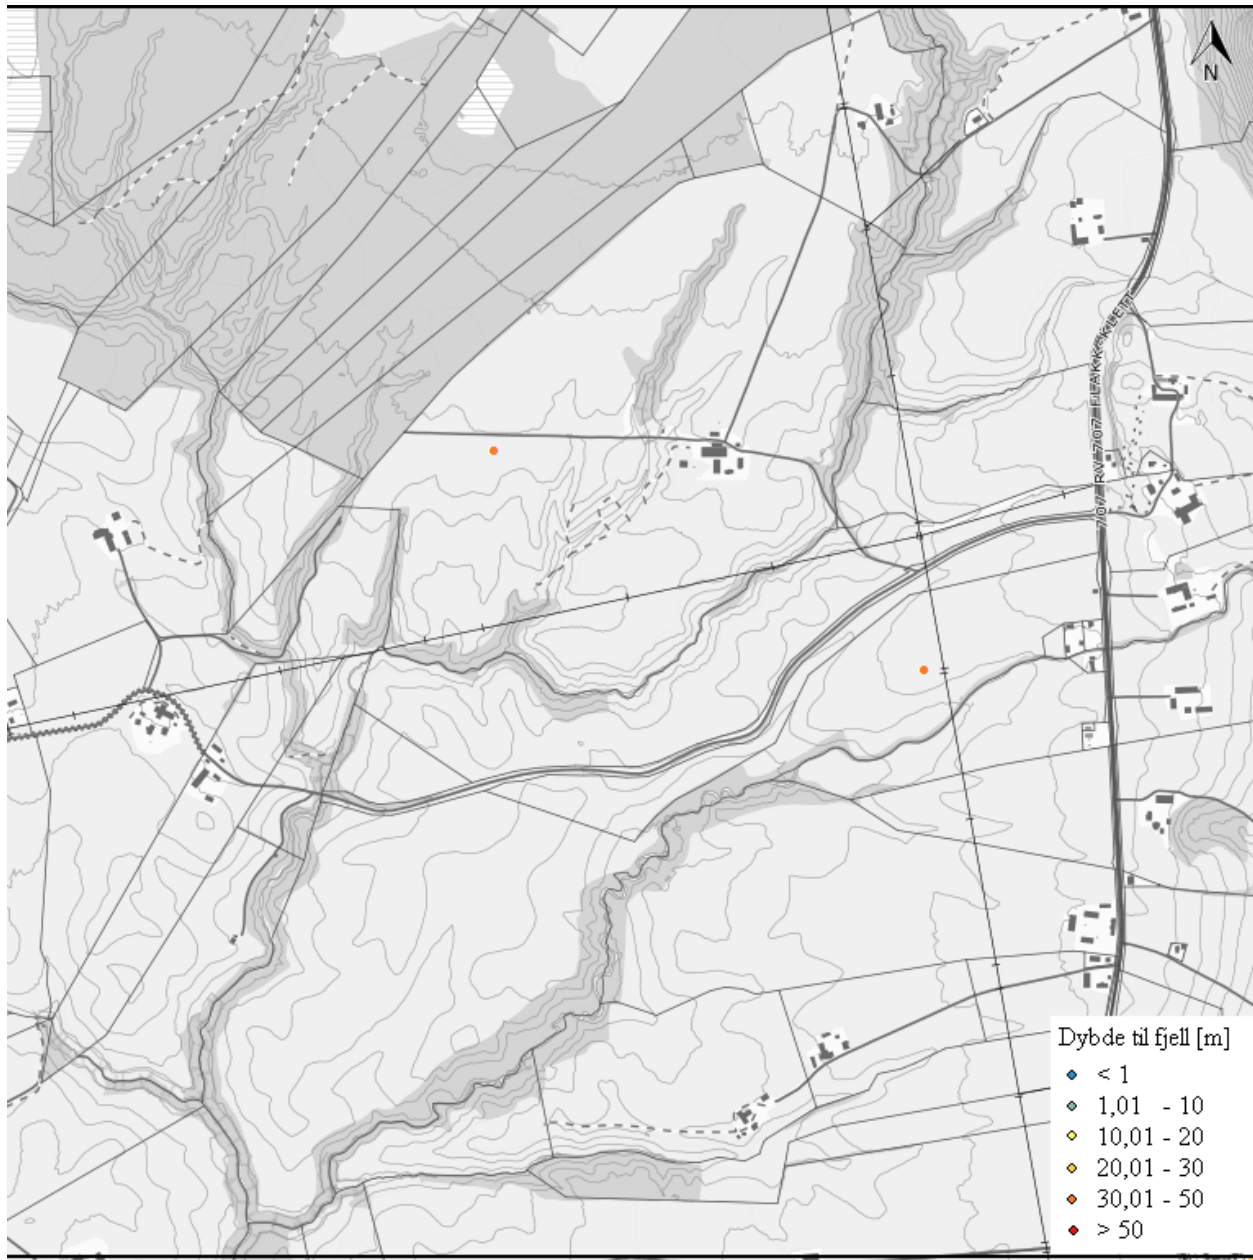 N
707 RV 707 FLAKK-KLETT
Dybde til fjell [m]
< 1
1,01 - 10
10,01 - 20
20,01 - 30
30,01 - 50
> 50